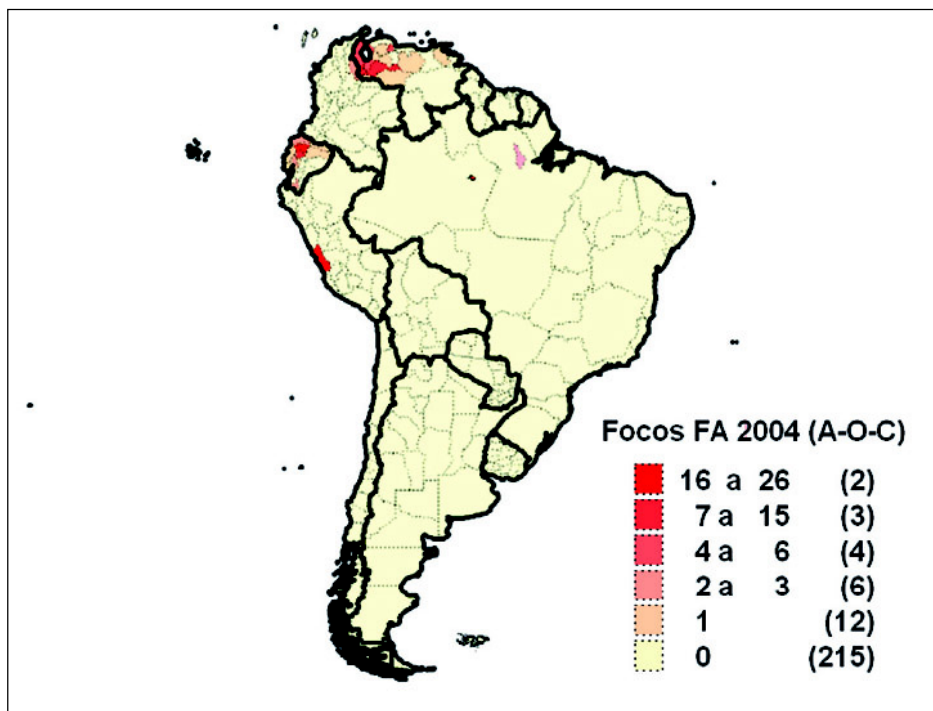 Focos FA 2004 (A-O-C)
16 a 26 (2)
7 a 15 (3)
4 a 6 (4)
2 a 3 (6)
1 (12)
0 (215)